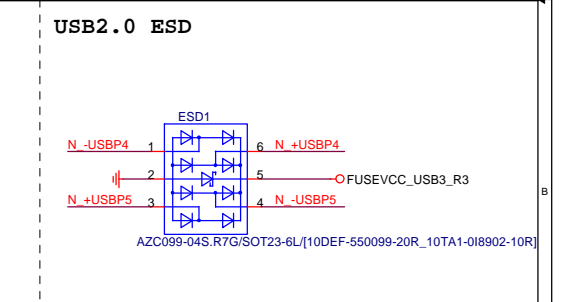 USB2.0 ESD
ESD1
N_-USBP4 1 6 N_+USBP4
2 5 FUSEVCC_USB3_R3
N_+USBP5 3 4 N_-USBP5
B
AZC099-04S.R7G/SOT23-6L/[10DEF-550099-20R_10TA1-0I8902-10R]